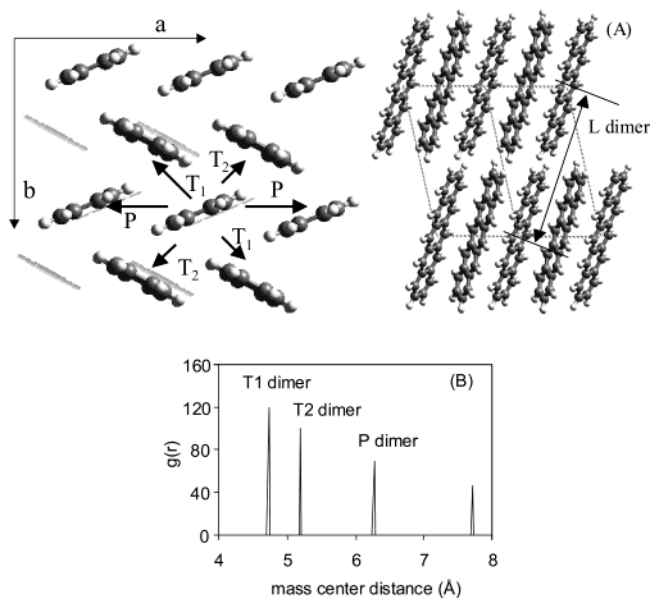 a
b
T₁
T₂
P
P
T₁
T₂
(A)
L dimer
(B)
160
120
80
40
0
g(r)
T1 dimer
T2 dimer
P dimer
4 5 6 7 8
mass center distance (Å)